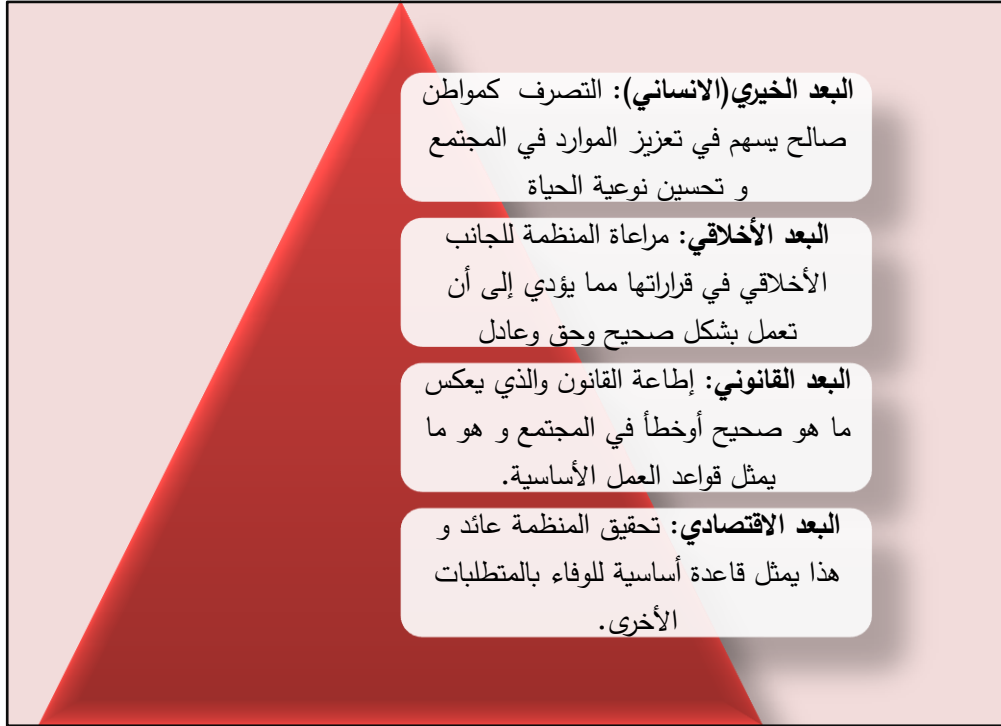 البعد الخيري(الانساني): التصرف كمواطن
صالح يسهم في تعزيز الموارد في المجتمع
و تحسين نوعية الحياة
البعد الأخلاقي: مراعاة المنظمة للجانب
الأخلاقي في قراراتها مما يؤدي إلى أن
تعمل بشكل صحيح وحق وعادل
البعد القانوني: إطاعة القانون والذي يعكس
ما هو صحيح أوخطأ في المجتمع و هو ما
يمثل قواعد العمل الأساسية.
البعد الاقتصادي: تحقيق المنظمة عائد و
هذا يمثل قاعدة أساسية للوفاء بالمتطلبات
الأخرى.